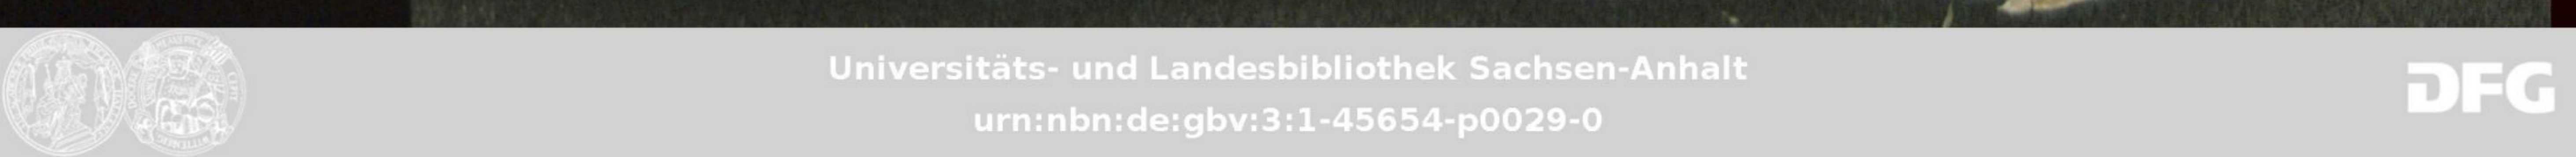 Universitäts- und Landesbibliothek Sachsen-Anhalt
urn:nbn:de:gbv:3:1-45654-p0029-0
DFG